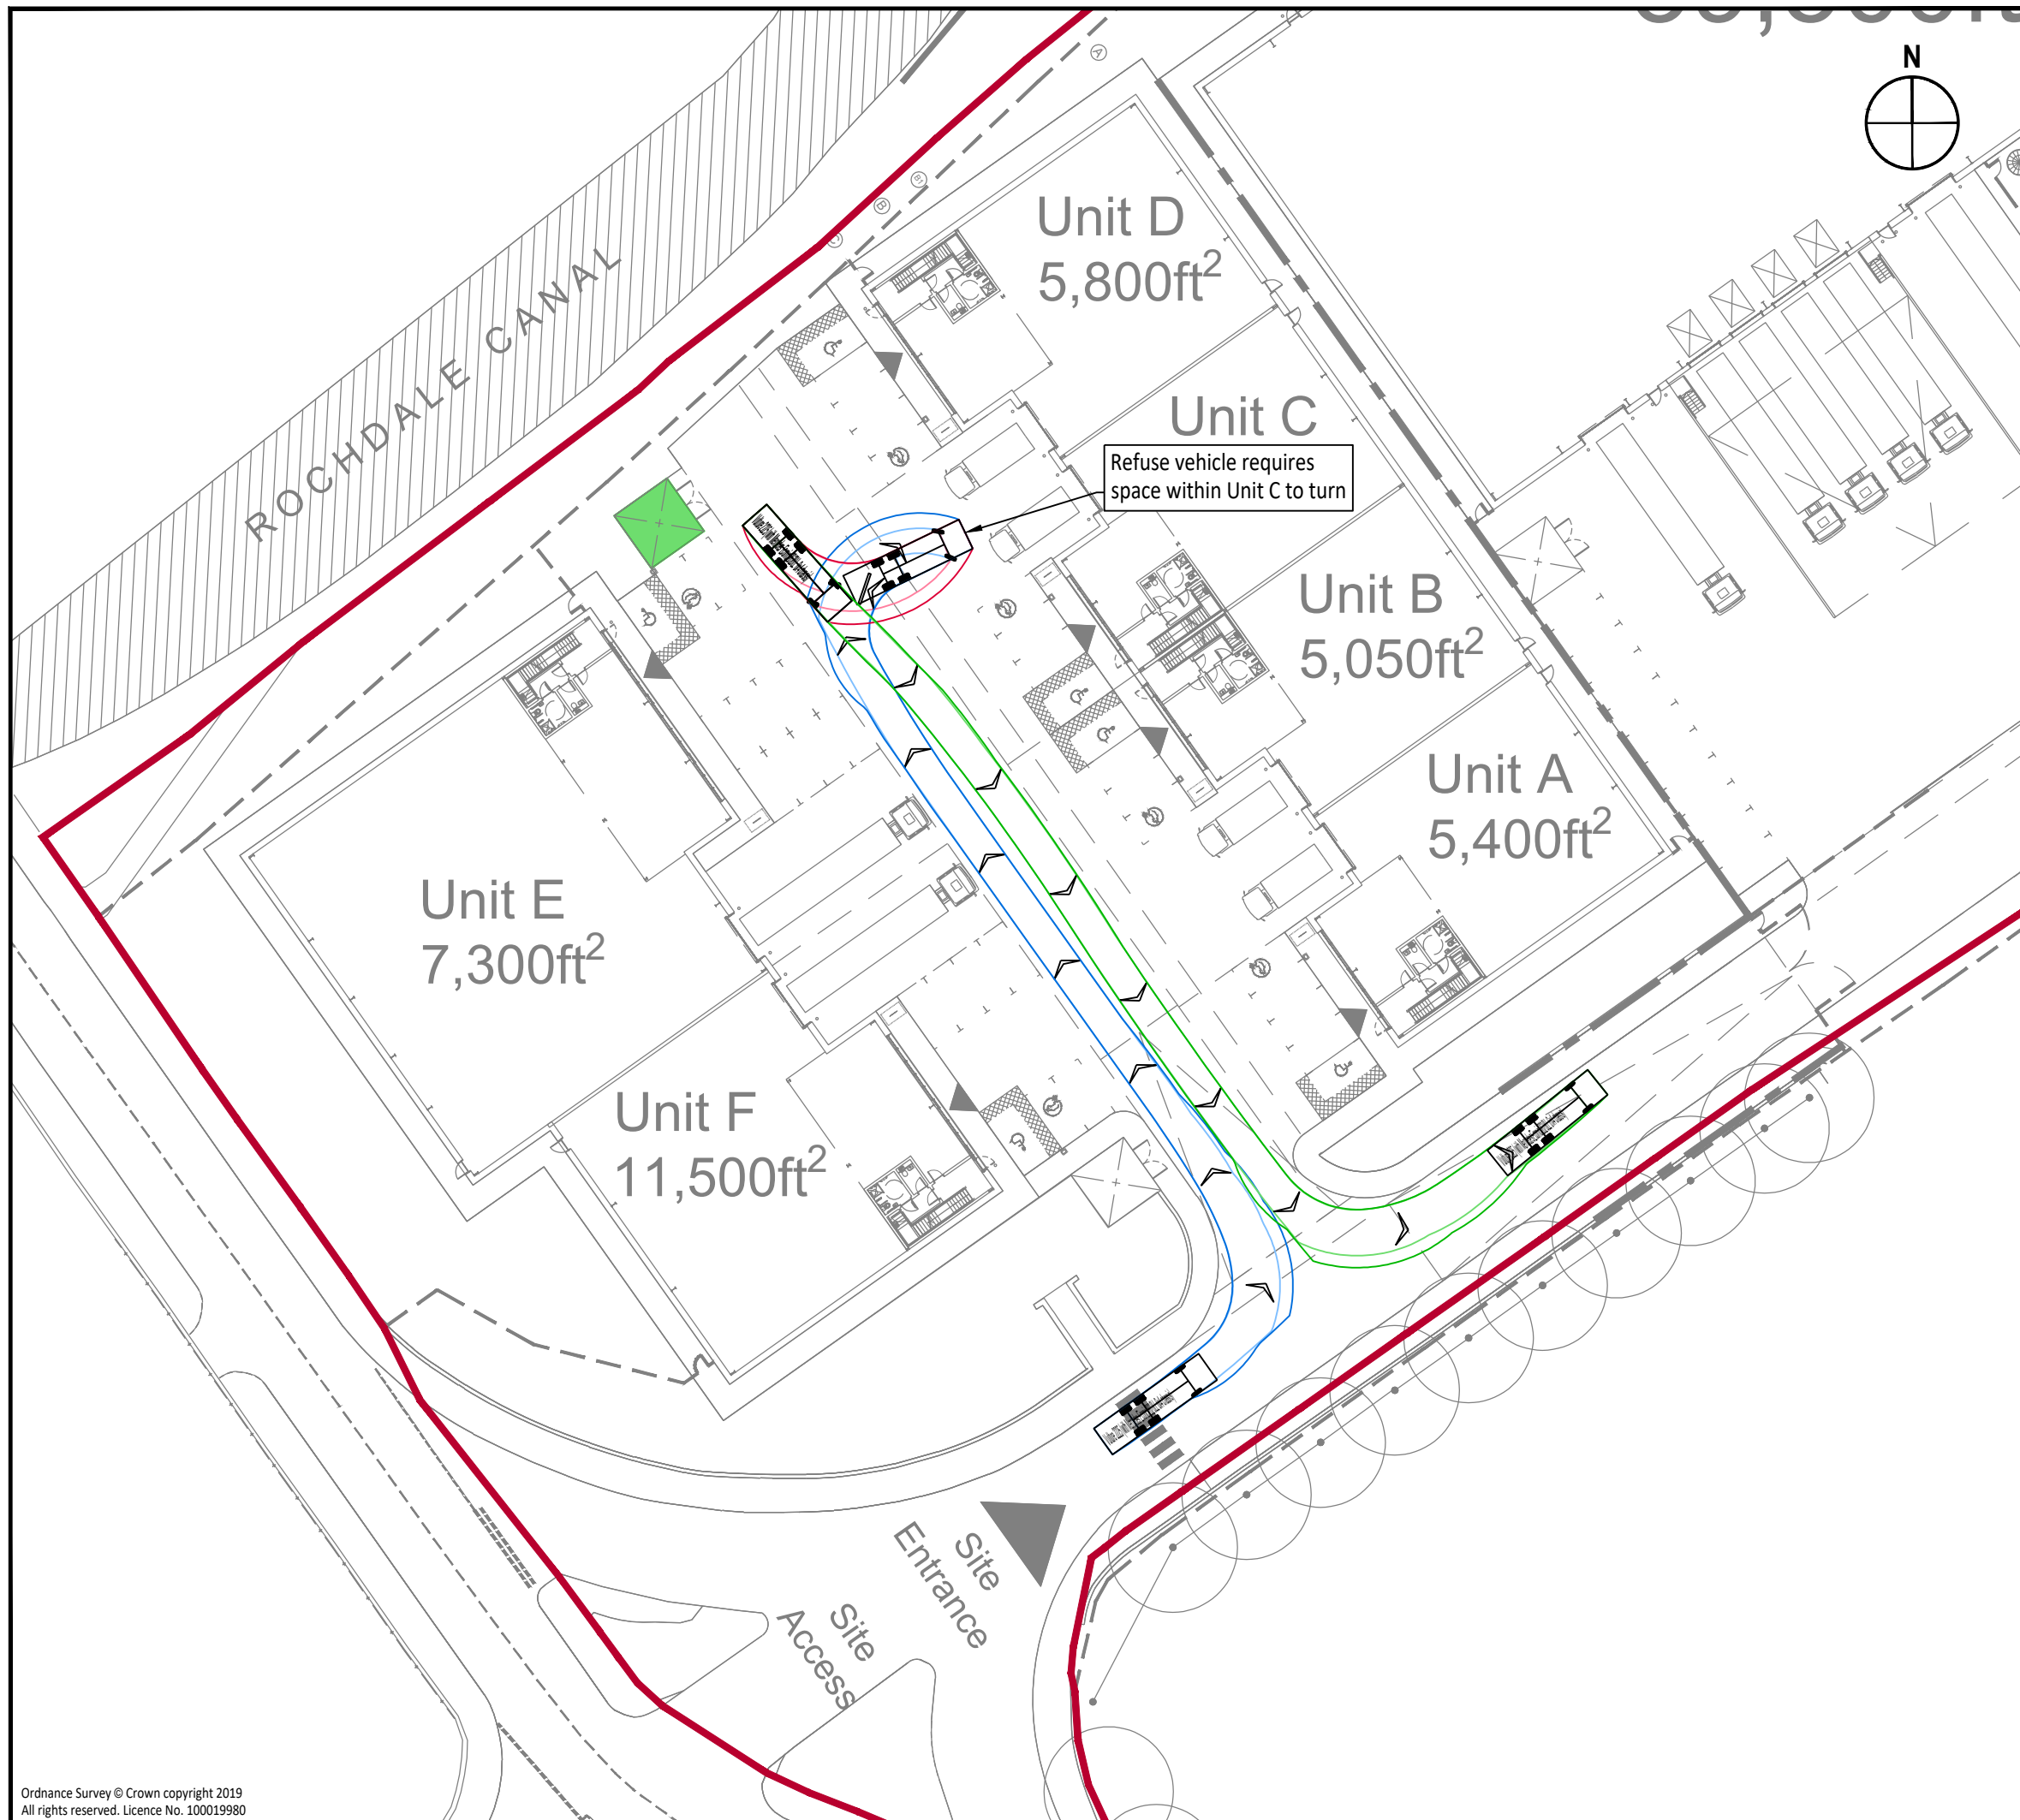 N
A
B1
B
C
ROCHDALE CANAL
Unit D
5,800ft²
Unit C
Refuse vehicle requires
space within Unit C to turn
Unit B
5,050ft²
Unit A
5,400ft²
Unit E
7,300ft²
Unit F
11,500ft²
Site
Entrance
Site
Access
Ordnance Survey © Crown copyright 2019
All rights reserved. Licence No. 100019980